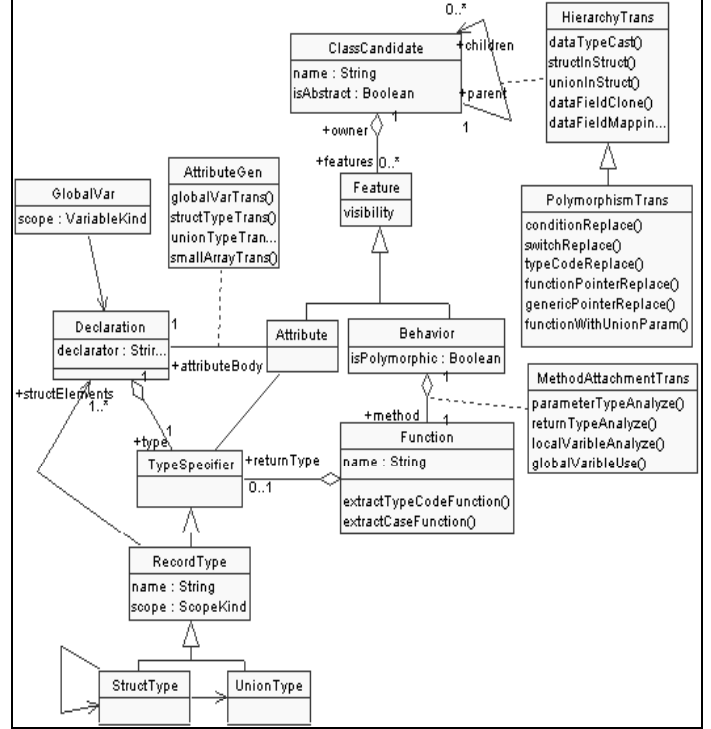 0..*
HierarchyTrans
dataTypeCast()
structInStruct()
unionInStruct()
dataFieldClone()
dataFieldMappin...
ClassCandidate
name : String
isAbstract : Boolean
+children
+parent
1
1
+owner
+features 0..*
Feature
visibility
AttributeGen
globalVarTrans()
structTypeTrans()
unionTypeTran...
smallArrayTrans()
GlobalVar
scope : VariableKind
PolymorphismTrans
conditionReplace()
switchReplace()
typeCodeReplace()
functionPointerReplace()
genericPointerReplace()
functionWithUnionParam()
Declaration
declarator : Strir...
1
+attributeBody
Attribute
Behavior
isPolymorphic : Boolean
1
+method
1
MethodAttachmentTrans
parameterTypeAnalyze()
returnTypeAnalyze()
localVaribleAnalyze()
globalVaribleUse()
+structElements
1..*
1
1
+type
TypeSpecifier
+returnType
0..1
Function
name : String
extractTypeCodeFunction()
extractCaseFunction()
RecordType
name : String
scope : ScopeKind
StructType
UnionType